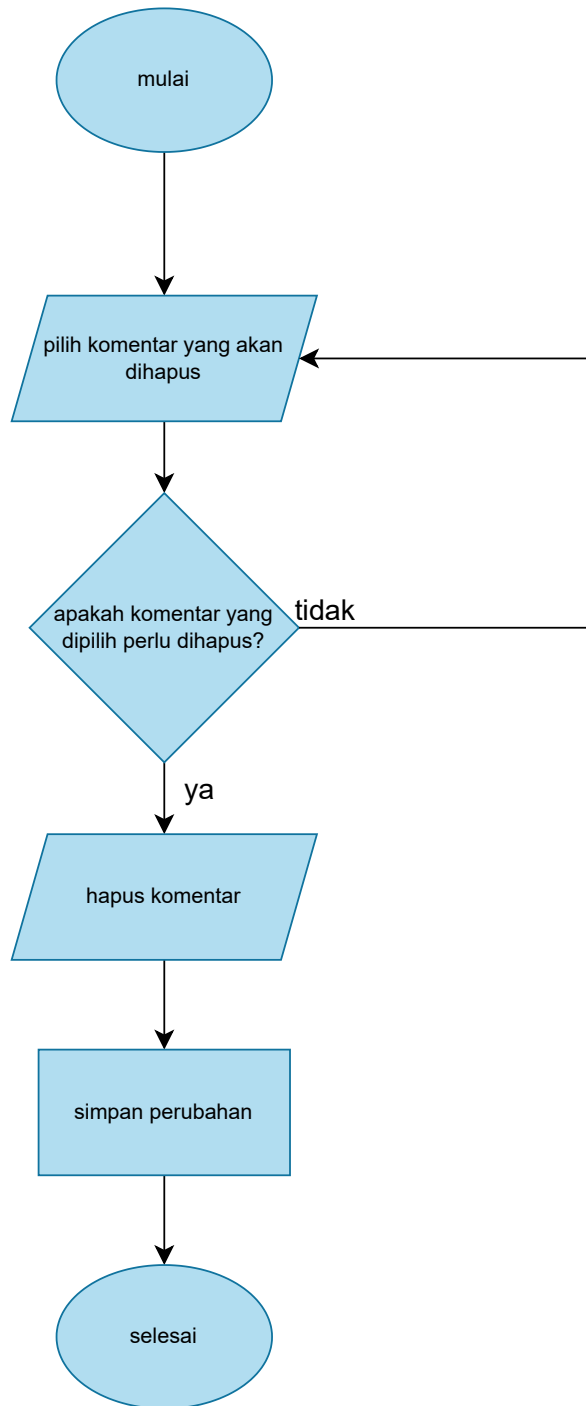 mulai
pilih komentar yang akan
dihapus
apakah komentar yang
dipilih perlu dihapus?
tidak
ya
hapus komentar
simpan perubahan
selesai